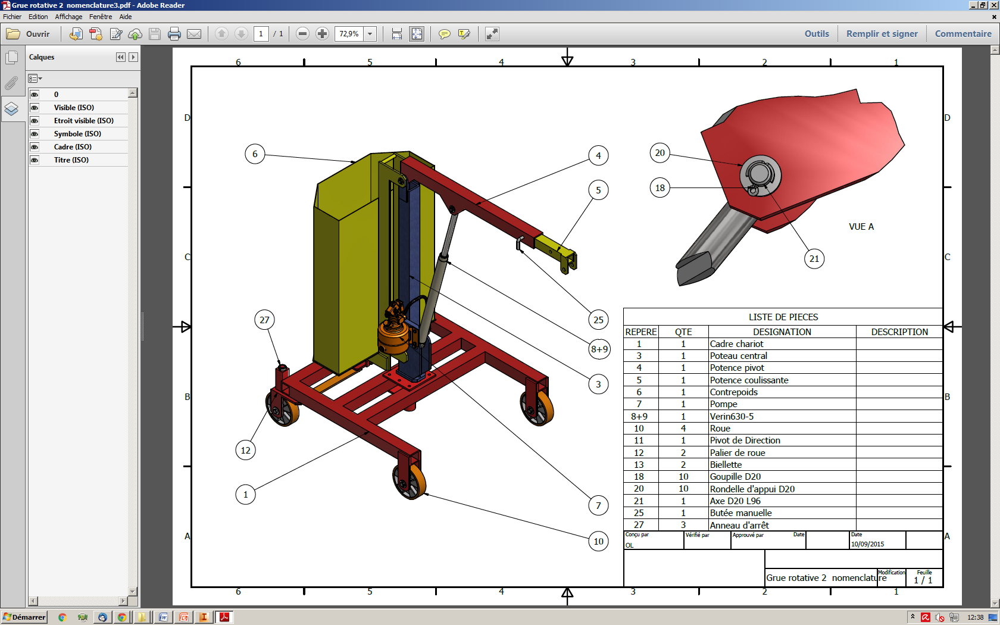 Grue rotative 2  nomenclature3.pdf - Adobe Reader
Fichier Edition Affichage Fenêtre Aide
Ouvrir 1 / 1 72,9% Outils Remplir et signer Commentaire
Calques
0
Visible (ISO)
Etroit visible (ISO)
Symbole (ISO)
Cadre (ISO)
Titre (ISO)
6 5 4 3 2 1
D D
6
4
20
5
18
VUE A
C C
21
27
25
8+9
3
B B
12
1
7
10
A A
LISTE DE PIECES
REPERE QTE DESIGNATION DESCRIPTION
1 1 Cadre chariot
3 1 Poteau central
4 1 Potence pivot
5 1 Potence coulissante
6 1 Contrepoids
7 1 Pompe
8+9 1 Verin630-5
10 4 Roue
11 1 Pivot de Direction
12 2 Palier de roue
13 2 Biellette
18 10 Goupille D20
20 10 Rondelle d'appui D20
21 1 Axe D20 L96
25 1 Butée manuelle
27 3 Anneau d'arrêt
Conçu par Vérifié par Approuvé par Date Date
OL 10/09/2015
Modification Feuille
Grue rotative 2  nomenclature 1 / 1
6 5 4 3 2 1
Démarrer 12:38